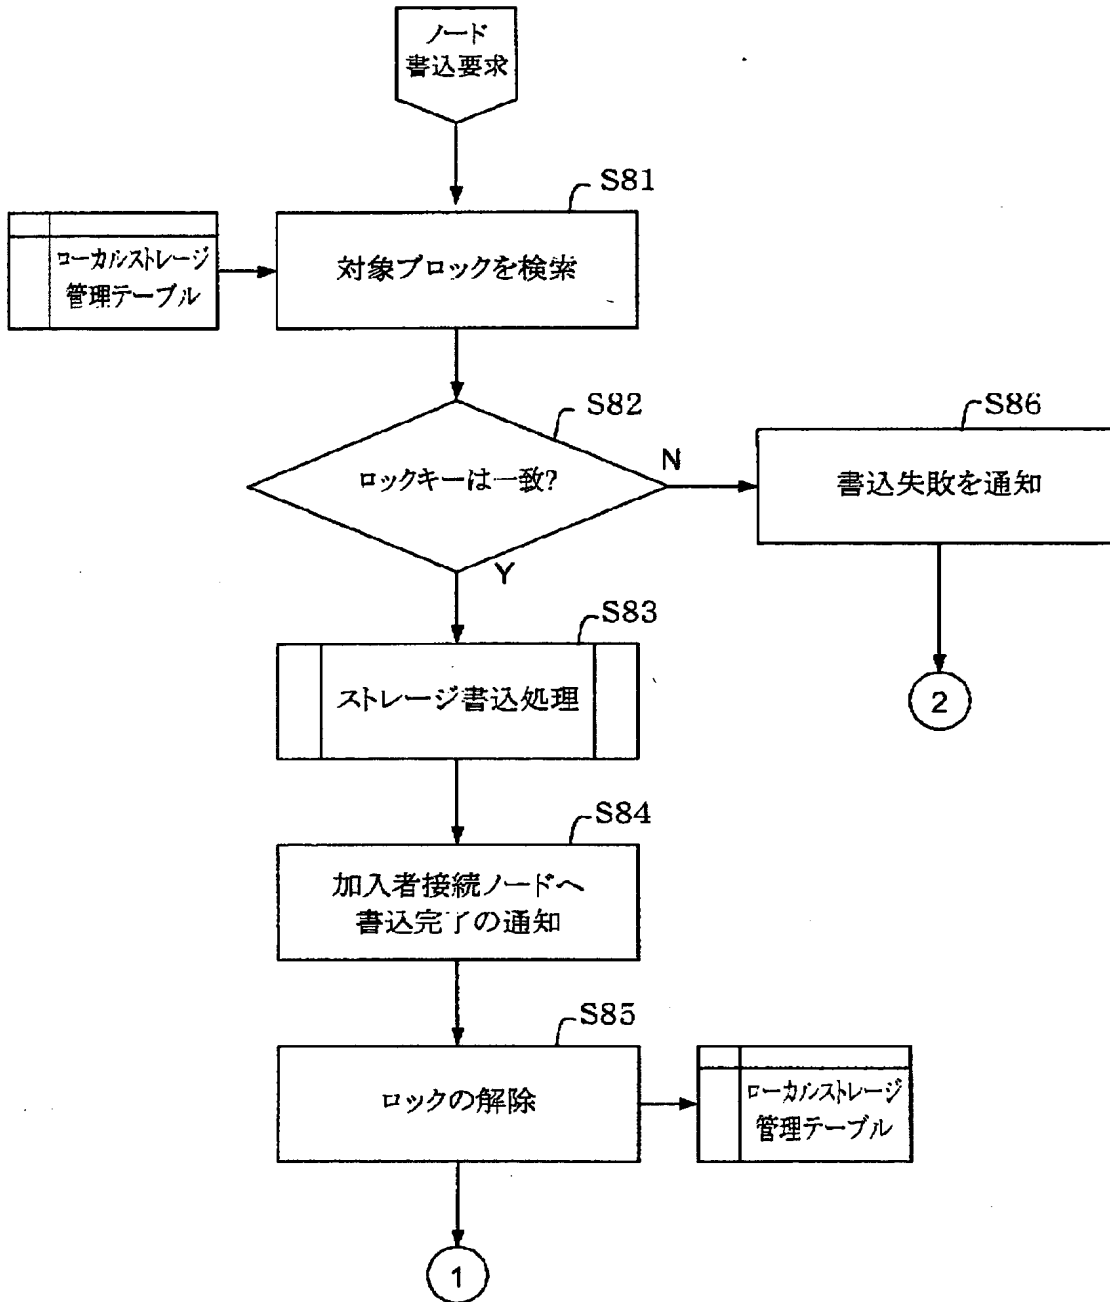 ノード
書込要求
S81
ローカルストレージ
管理テーブル
対象ブロックを検索
S82
ロックキーは一致?
N
S86
書込失敗を通知
Y
2
S83
ストレージ書込処理
S84
加入者接続ノードへ
書込完了の通知
S85
ロックの解除
ローカルストレージ
管理テーブル
1